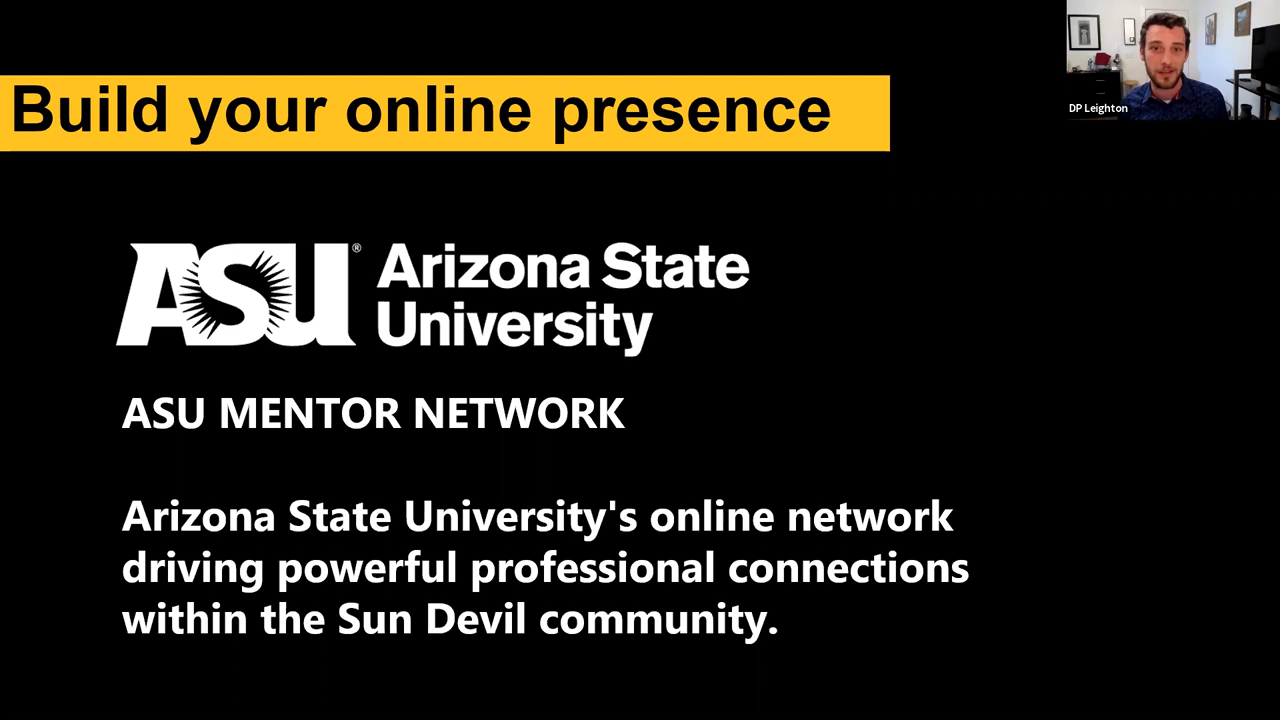 Build your online presence
DP Leighton
ASU® Arizona State
University
ASU MENTOR NETWORK
Arizona State University's online network
driving powerful professional connections
within the Sun Devil community.